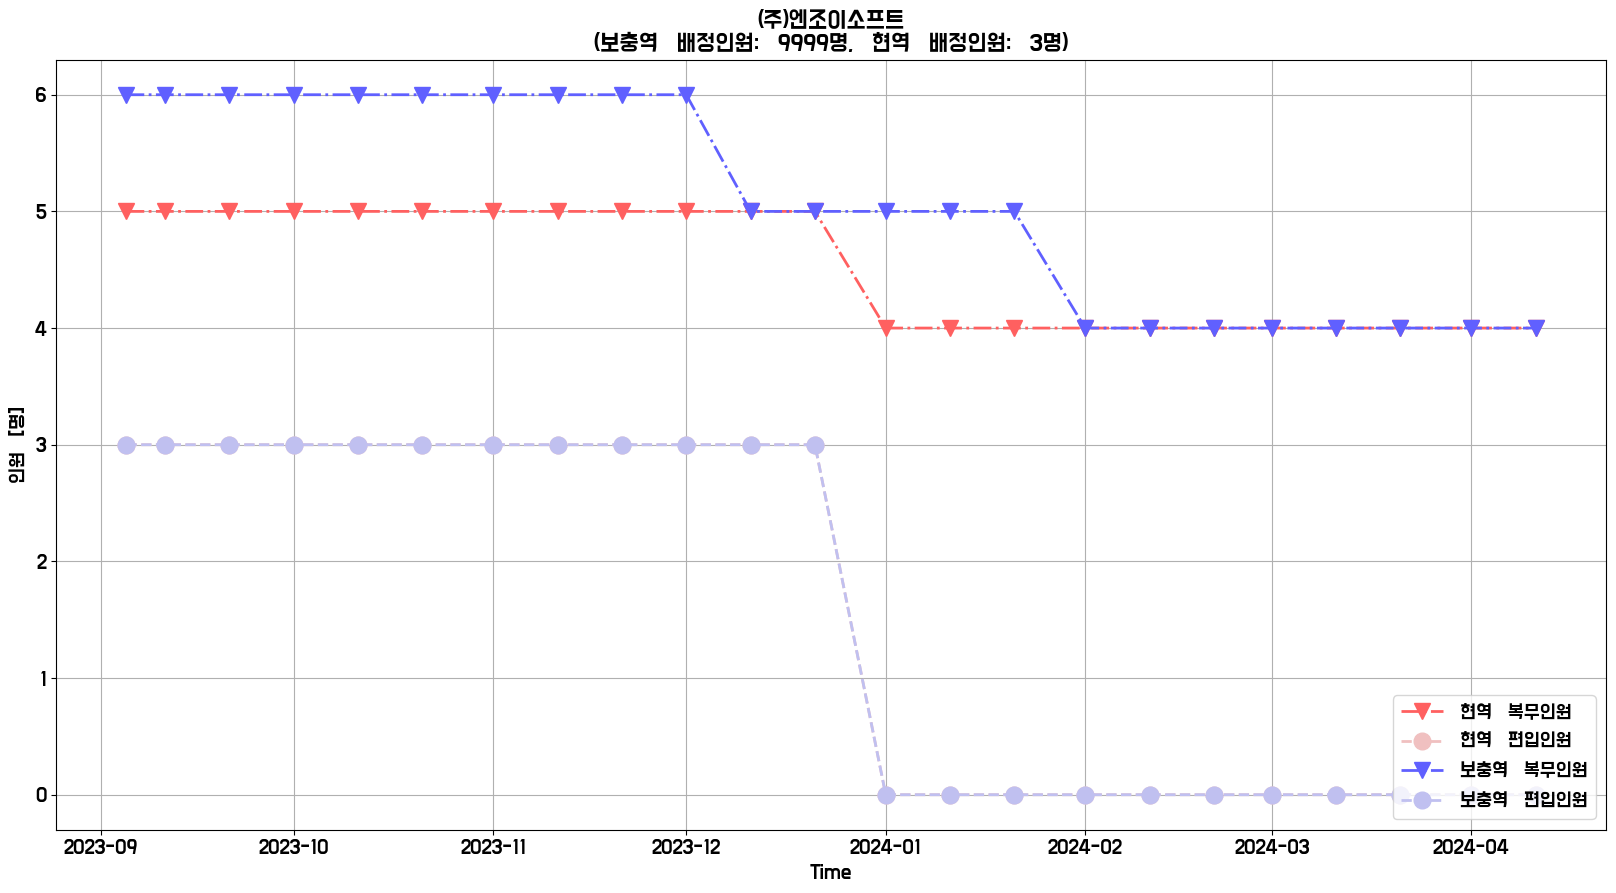 (주)엔조이소프트
(보충역 배정인원: 9999명, 현역 배정인원: 3명)
인원 [명]
6
5
4
3
2
1
0
현역 복무인원
현역 편입인원
보충역 복무인원
보충역 편입인원
2023-09 2023-10 2023-11 2023-12 2024-01 2024-02 2024-03 2024-04
Time